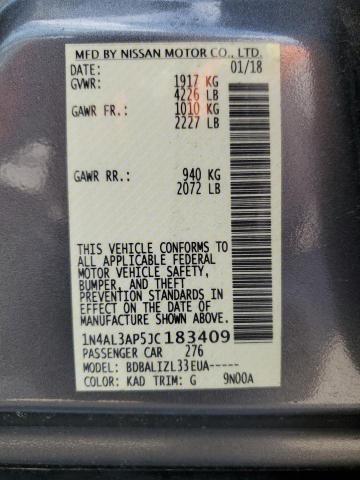 MFD BY NISSAN MOTOR CO., LTD.
DATE: 01/18
GVWR: 1917 KG
4226 LB
GAWR FR.: 1010 KG
2227 LB
GAWR RR.: 940 KG
2072 LB
THIS VEHICLE CONFORMS TO
ALL APPLICABLE FEDERAL
MOTOR VEHICLE SAFETY,
BUMPER, AND THEFT
PREVENTION STANDARDS IN
EFFECT ON THE DATE OF
MANUFACTURE SHOWN ABOVE.
1N4AL3AP5JC183409
PASSENGER CAR 276
MODEL: BDBALIZL33EUA-----
COLOR: KAD TRIM: G 9N00A